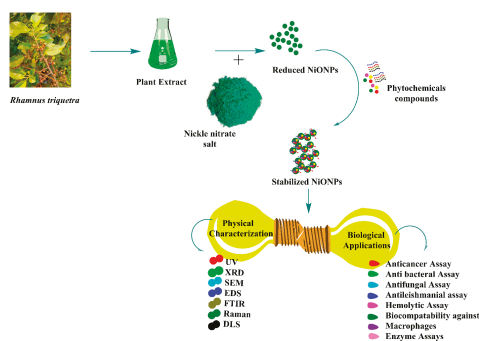 Rhamnus triquetra
Plant Extract
+
Nickle nitrate
salt
Reduced NiONPs
Phytochemicals
compounds
Stabilized NiONPs
Physical
Characterization
UV
XRD
SEM
EDS
FTIR
Raman
DLS
Biological
Applications
Anticancer Assay
Anti bacteral Assay
Antifungal Assay
Antileishmanial assay
Hemolytic Assay
Biocompatability against
Macrophages
Enzyme Assays